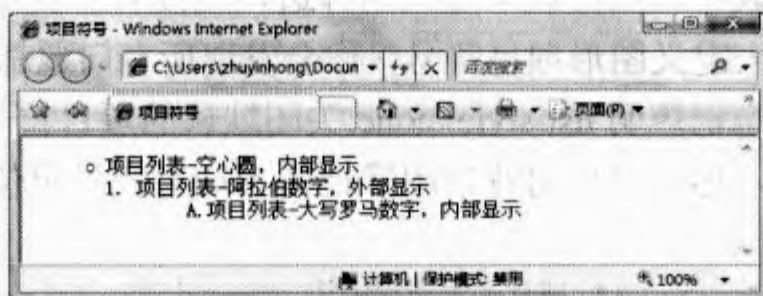 项目符号 - Windows Internet Explorer
C:\Users\zhuyinhong\Docun
百度搜索
项目符号
页面(P)
项目列表-空心圆，内部显示
1. 项目列表-阿拉伯数字，外部显示
A. 项目列表-大写罗马数字，内部显示
计算机 | 保护模式: 禁用
100%